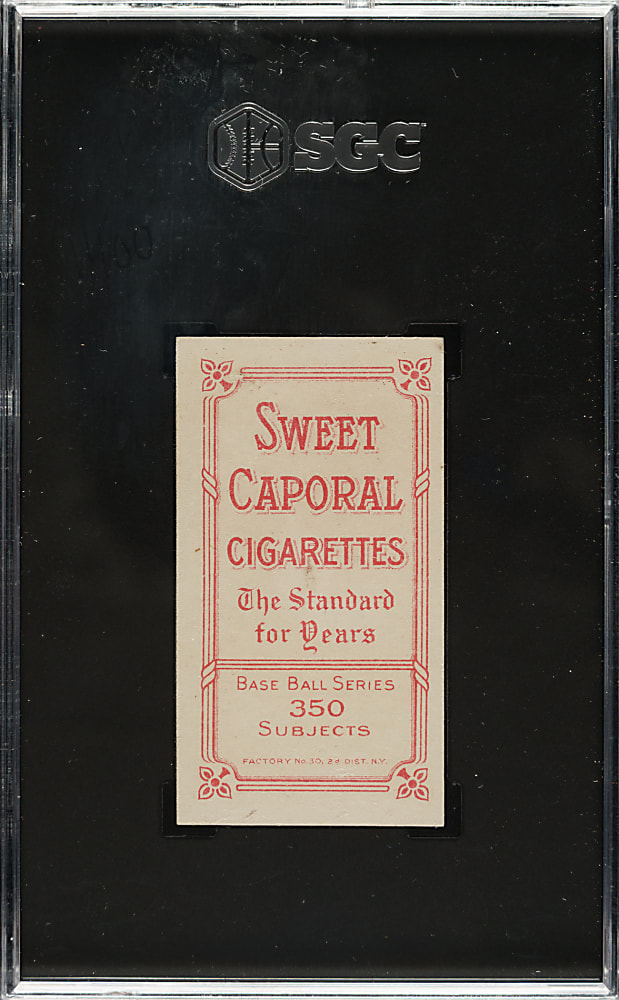 SGC
SWEET
CAPORAL
CIGARETTES
The Standard
for Years
BASE BALL SERIES
350
SUBJECTS
FACTORY No. 30, 2d DIST. N.Y.